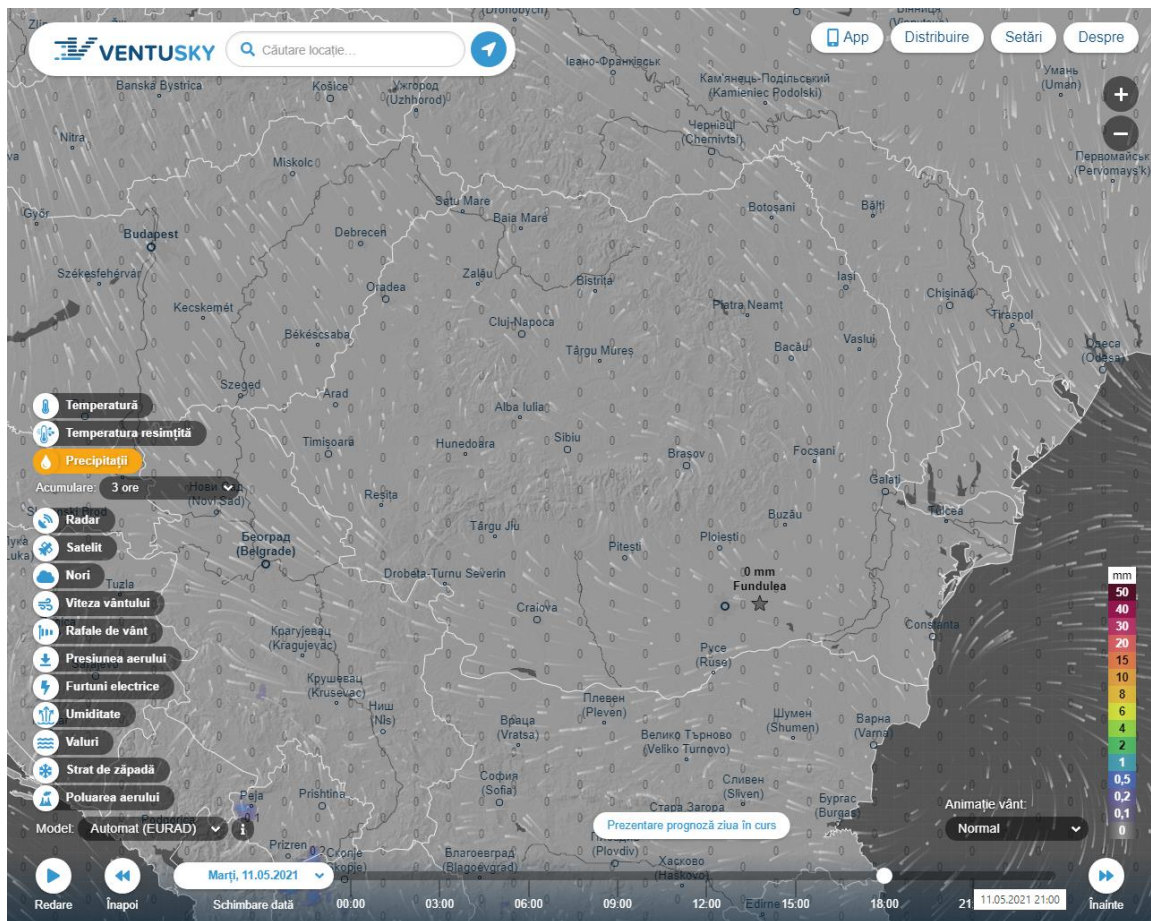 VENTUSKY
Căutare locație...
App
Distribuire
Setări
Despre
Івано-Франківськ
Кам'янець-Подільський
(Kamieniec Podolski)
Умань
(Uman)
Banská Bystrica
Košice
Ужгород
(Uzhhorod)
Чернівці
(Chernivtsi)
Nitra
Первомайськ
(Pervomays'k)
Miskolc
Győr
Satu Mare
Baia Mare
Botoșani
Bălți
Budapest
Debrecen
Székesfehérvár
Oradea
Zalău
Bistrița
Iași
Chișinău
Kecskemét
Piatra Neamț
Tiraspol
Békéscsaba
Cluj-Napoca
Târgu Mureș
Bacău
Vaslui
Одеса
(Odesa)
Szeged
Arad
Alba Iulia
Timișoara
Hunedoara
Sibiu
Brașov
Focșani
Temperatură
Temperatura resimțită
Precipitații
Acumulare: 3 ore
(Novi Sad)
Reșița
Galați
Tulcea
Radar
Satelit
Nori
Viteza vântului
Rafale de vânt
Presiunea aerului
Furtuni electrice
Umiditate
Valuri
Strat de zăpadă
Poluarea aerului
Београд
(Belgrade)
Târgu Jiu
Buzău
Ploiești
Pitești
Tuzla
Drobeta-Turnu Severin
0 mm
Fundulea
Craiova
Constanța
Крагујевац
(Kragujevac)
Русе
(Ruse)
Крушевац
(Krusevac)
Ниш
(Nis)
Плевен
(Pleven)
Враца
(Vratsa)
Велико Търново
(Veliko Turnovo)
Шумен
(Shumen)
Варна
(Varna)
София
(Sofia)
Сливен
(Sliven)
Стара Загора
Бургас
(Burgas)
Peja
Prishtina
Prizren
Скопје
Благоевград
(Blagoevgrad)
(Plovdiv)
Хасково
(Haskovo)
Edirne
mm
50
40
30
20
15
10
8
6
4
2
1
0,5
0,2
0,1
0
Animație vânt:
Normal
Prezentare prognoză ziua în curs
Model: Automat (EURAD)
i
Redare
Înapoi
Marți, 11.05.2021
Schimbare dată
00:00
03:00
06:00
09:00
12:00
15:00
18:00
11.05.2021 21:00
Înainte